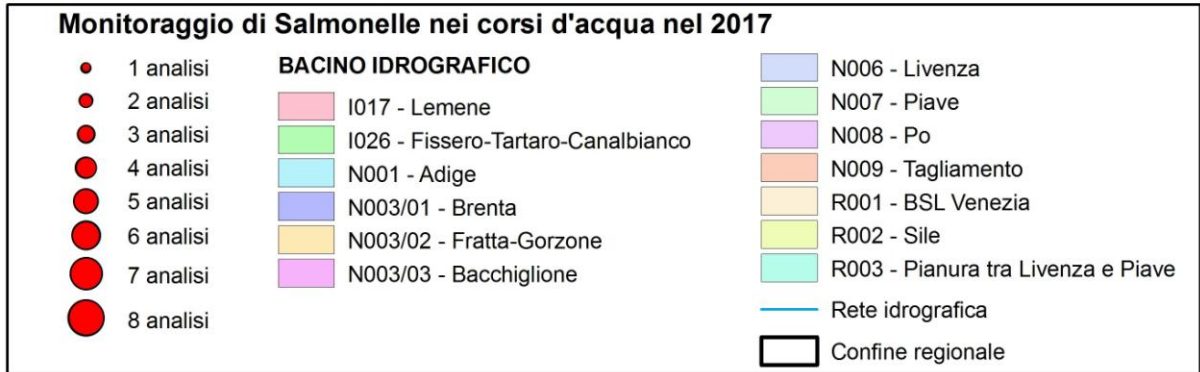 Monitoraggio di Salmonelle nei corsi d'acqua nel 2017
1 analisi
2 analisi
3 analisi
4 analisi
5 analisi
6 analisi
7 analisi
8 analisi
BACINO IDROGRAFICO
I017 - Lemene
I026 - Fissero-Tartaro-Canalbianco
N001 - Adige
N003/01 - Brenta
N003/02 - Fratta-Gorzone
N003/03 - Bacchiglione
N006 - Livenza
N007 - Piave
N008 - Po
N009 - Tagliamento
R001 - BSL Venezia
R002 - Sile
R003 - Pianura tra Livenza e Piave
Rete idrografica
Confine regionale